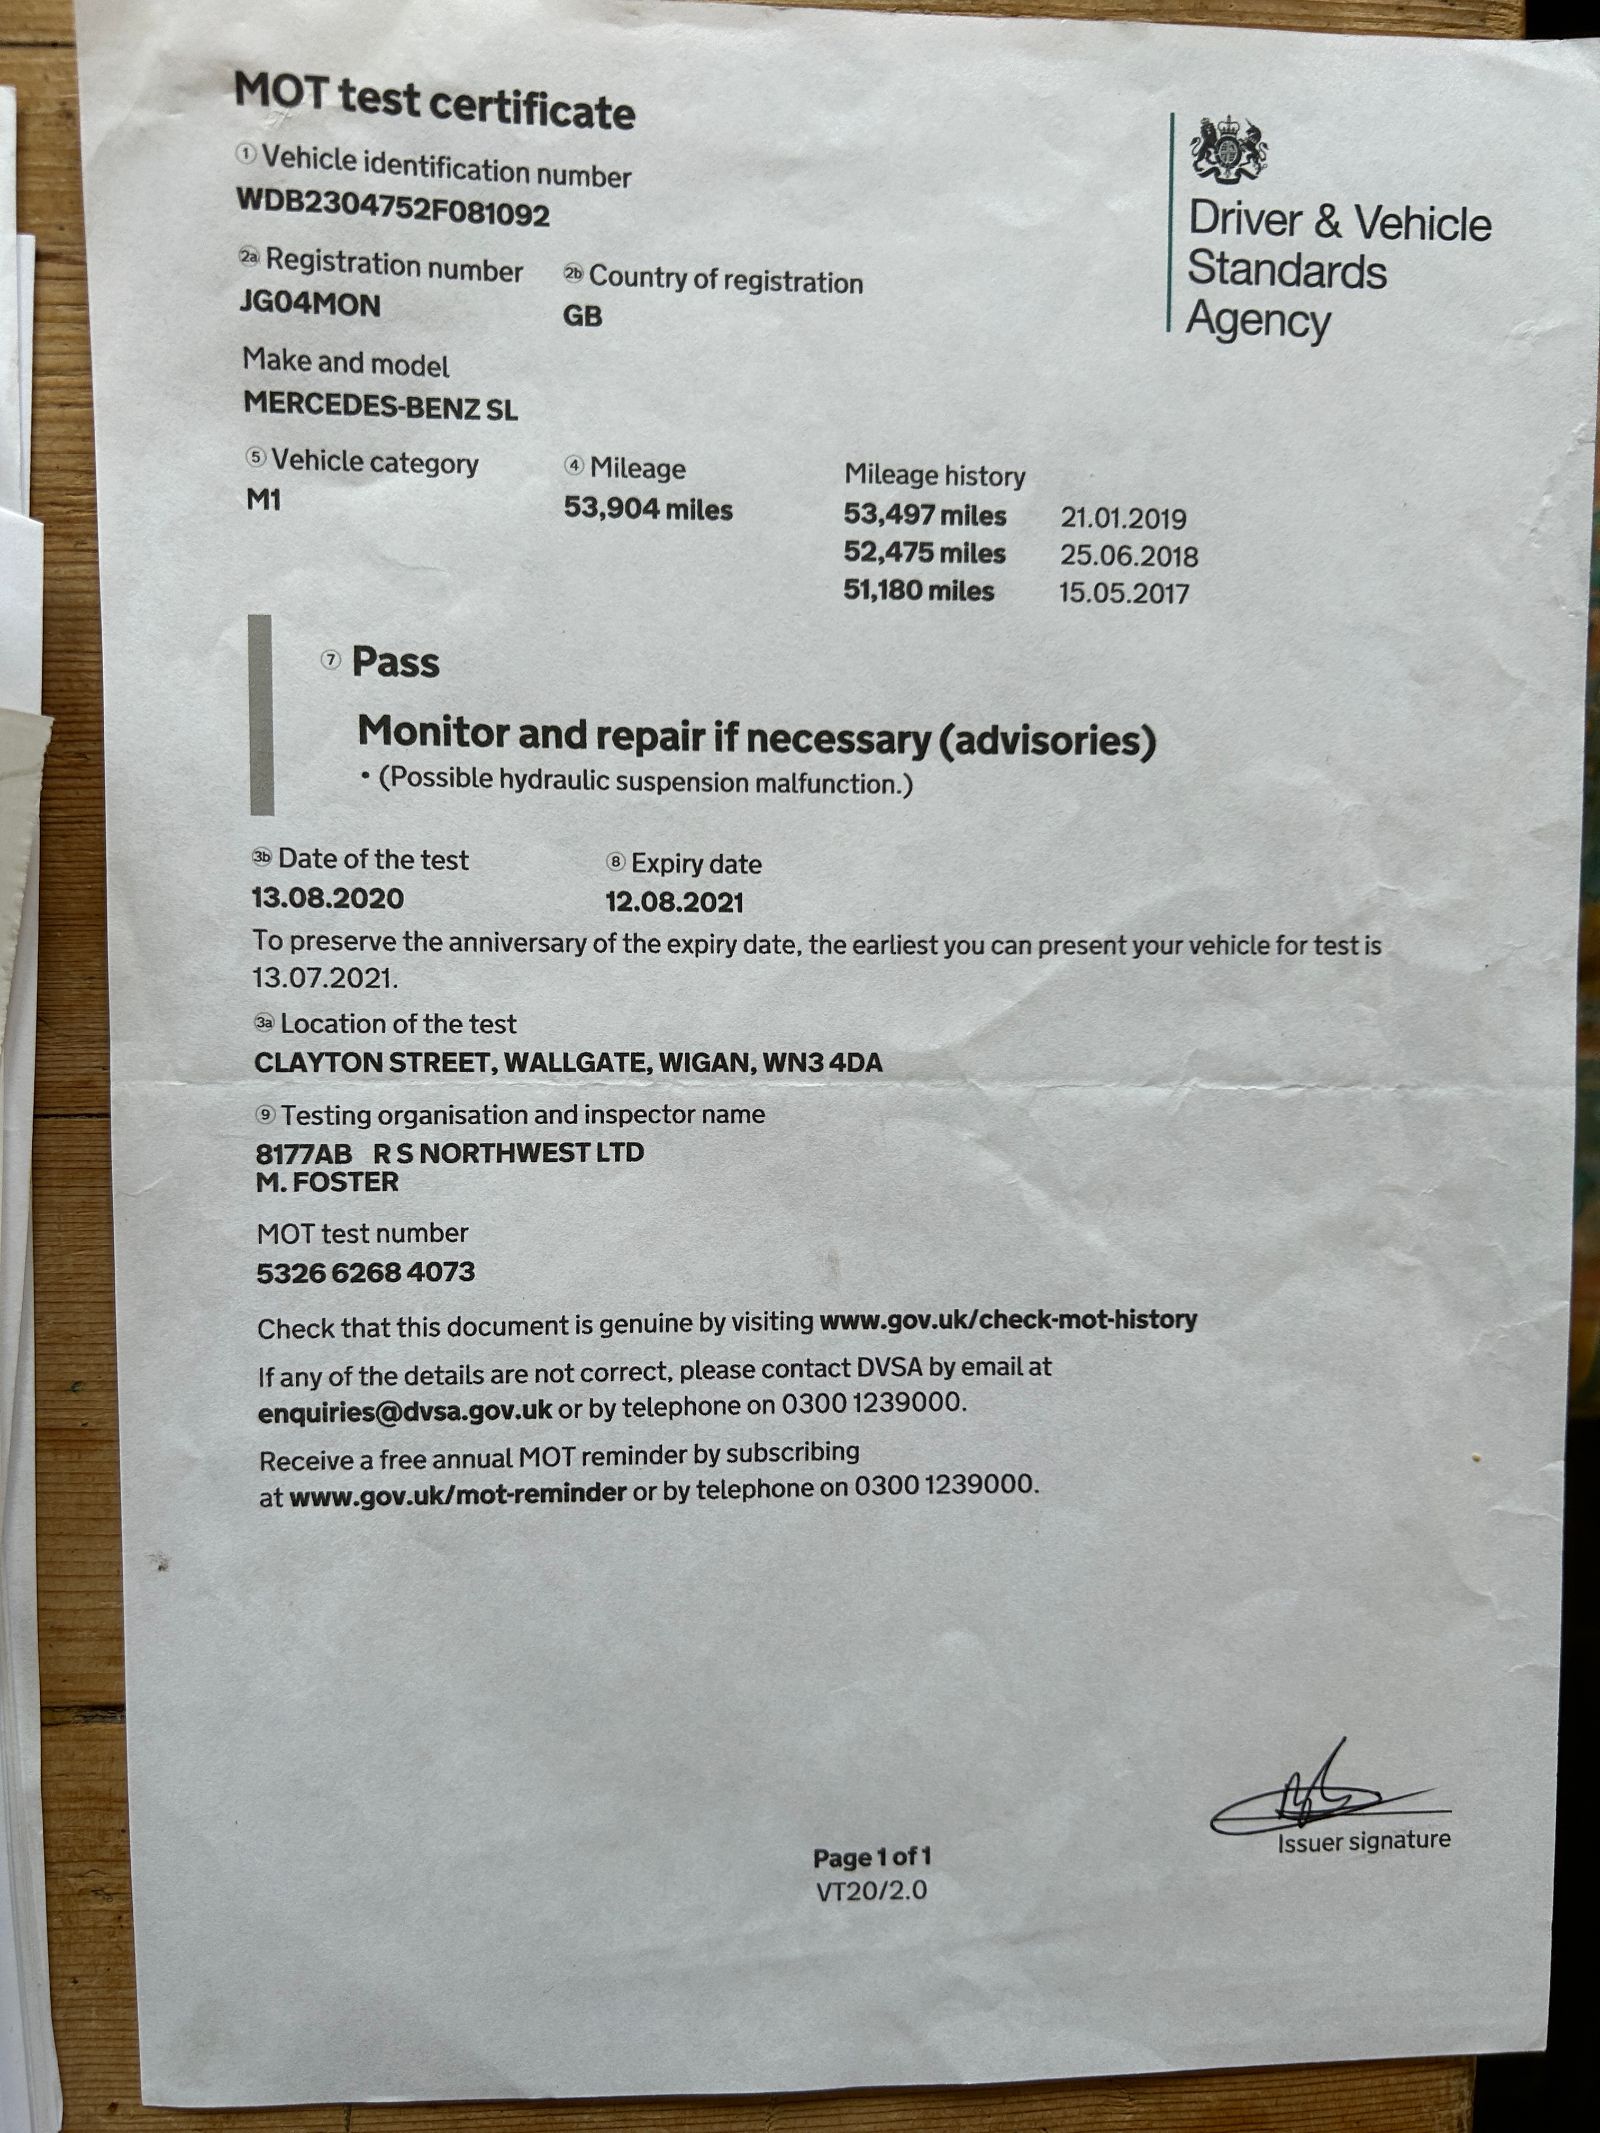 MOT test certificate
Driver & Vehicle
Standards
Agency
1 Vehicle identification number
WDB2304752F081092
2a Registration number 2b Country of registration
JG04MON GB
Make and model
MERCEDES-BENZ SL
5 Vehicle category 4 Mileage Mileage history
M1 53,904 miles 53,497 miles 21.01.2019
52,475 miles 25.06.2018
51,180 miles 15.05.2017
7 Pass
Monitor and repair if necessary (advisories)
• (Possible hydraulic suspension malfunction.)
3b Date of the test 8 Expiry date
13.08.2020 12.08.2021
To preserve the anniversary of the expiry date, the earliest you can present your vehicle for test is
13.07.2021.
3a Location of the test
CLAYTON STREET, WALLGATE, WIGAN, WN3 4DA
9 Testing organisation and inspector name
8177AB R S NORTHWEST LTD
M. FOSTER
MOT test number
5326 6268 4073
Check that this document is genuine by visiting www.gov.uk/check-mot-history
If any of the details are not correct, please contact DVSA by email at
enquiries@dvsa.gov.uk or by telephone on 0300 1239000.
Receive a free annual MOT reminder by subscribing
at www.gov.uk/mot-reminder or by telephone on 0300 1239000.
Issuer signature
Page 1 of 1
VT20/2.0